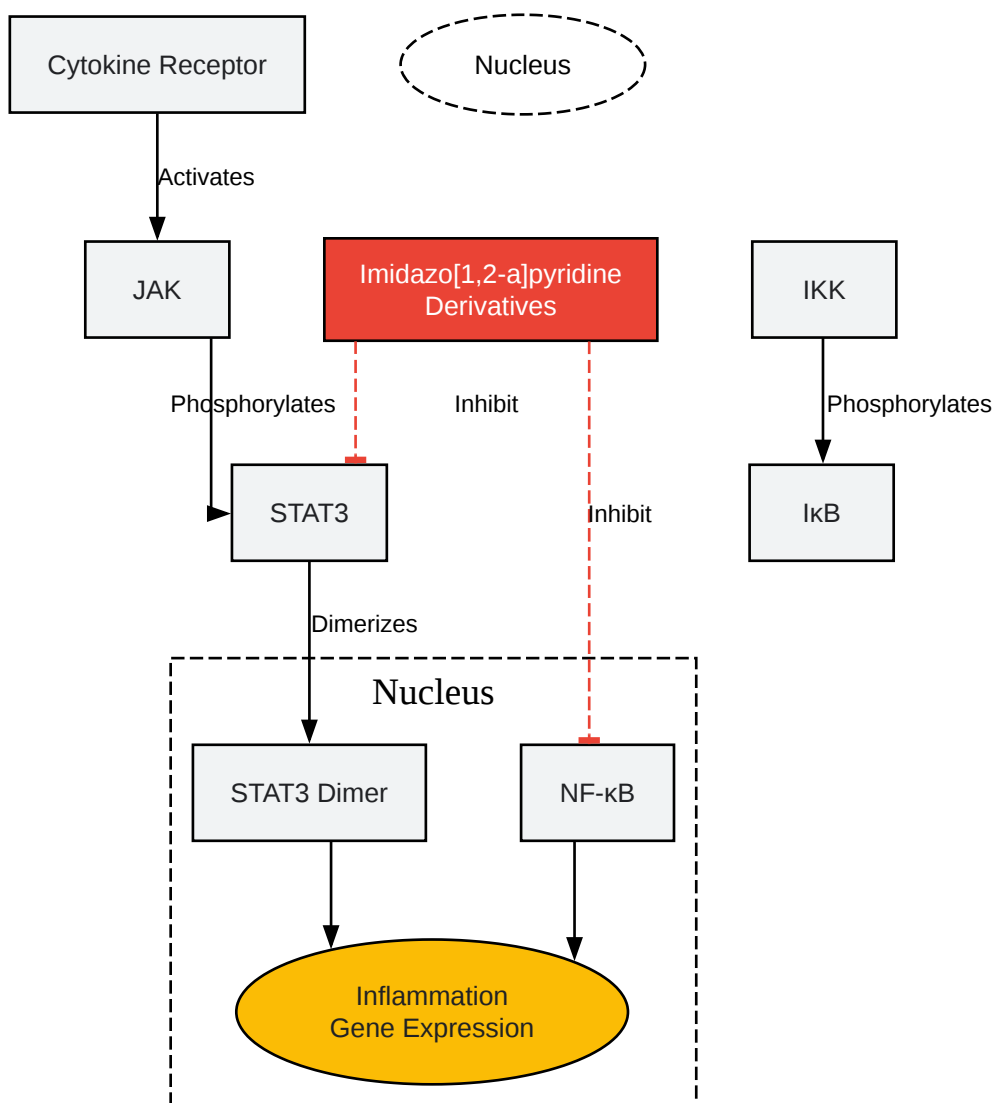 Cytokine Receptor
Nucleus
Activates
JAK
Imidazo[1,2-a]pyridine
Derivatives
IKK
Phosphorylates
Inhibit
Phosphorylates
STAT3
Inhibit
IκB
Dimerizes
Nucleus
STAT3 Dimer
NF-κB
Inflammation
Gene Expression